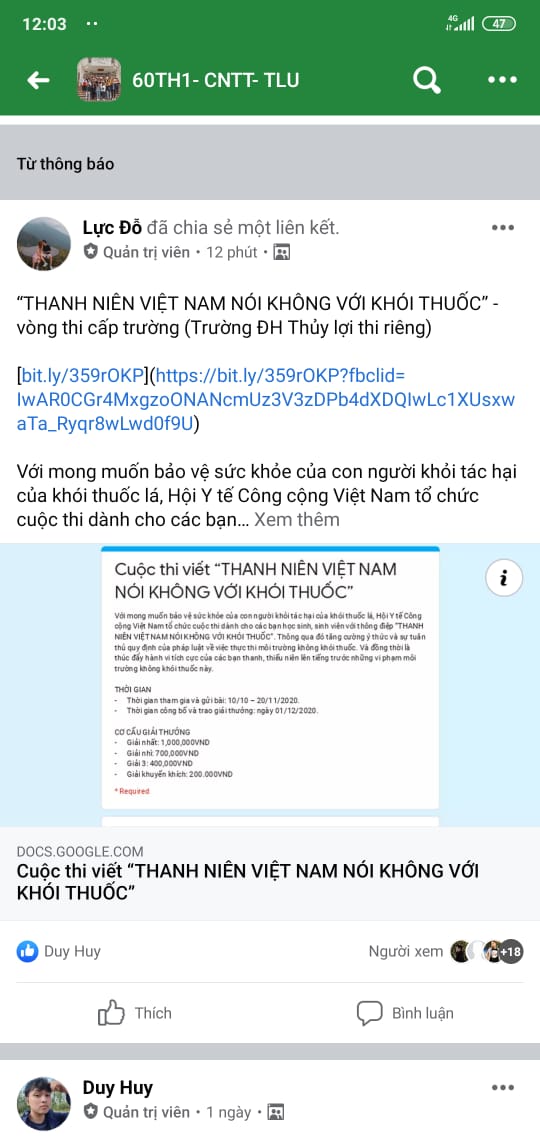 12:03
4G
47
60TH1- CNTT- TLU
Từ thông báo
Lực Đỗ đã chia sẻ một liên kết.
Quản trị viên • 12 phút •
“THANH NIÊN VIỆT NAM NÓI KHÔNG VỚI KHÓI THUỐC” -
vòng thi cấp trường (Trường ĐH Thủy lợi thi riêng)
[bit.ly/359rOKP](https://bit.ly/359rOKP?fbclid=
IwAR0CGr4MxgzoONANcmUz3V3zDPb4dXDQIwLc1XUsxw
aTa_Ryqr8wLwd0f9U)
Với mong muốn bảo vệ sức khỏe của con người khỏi tác hại
của khói thuốc lá, Hội Y tế Công cộng Việt Nam tổ chức
cuộc thi dành cho các bạn... Xem thêm
Cuộc thi viết “THANH NIÊN VIỆT NAM
NÓI KHÔNG VỚI KHÓI THUỐC”
Với mong muốn bảo vệ sức khỏe của con người khỏi tác hại của khói thuốc lá, Hội Y tế Công
cộng Việt Nam tổ chức cuộc thi dành cho các bạn học sinh, sinh viên với thông điệp "THANH
NIÊN VIỆT NAM NÓI KHÔNG VỚI KHÓI THUỐC". Thông qua đó tăng cường ý thức và sự tuân
thủ quy định của pháp luật về việc thực thi môi trường không khói thuốc. Và đồng thời là
thúc đẩy hành vi tích cực của các bạn thanh, thiếu niên lên tiếng trước những vi phạm môi
trường không khói thuốc này.
THỜI GIAN
- Thời gian tham gia và gửi bài: 10/10 – 20/11/2020.
- Thời gian công bố và trao giải thưởng: ngày 01/12/2020.
CƠ CẤU GIẢI THƯỞNG
- Giải nhất: 1,000,000VND
- Giải nhì: 700,000VND
- Giải 3: 400,000VND
- Giải khuyến khích: 200.000VND
* Required
DOCS.GOOGLE.COM
Cuộc thi viết “THANH NIÊN VIỆT NAM NÓI KHÔNG VỚI
KHÓI THUỐC”
Duy Huy
Người xem
+18
Thích
Bình luận
Duy Huy
Quản trị viên • 1 ngày •